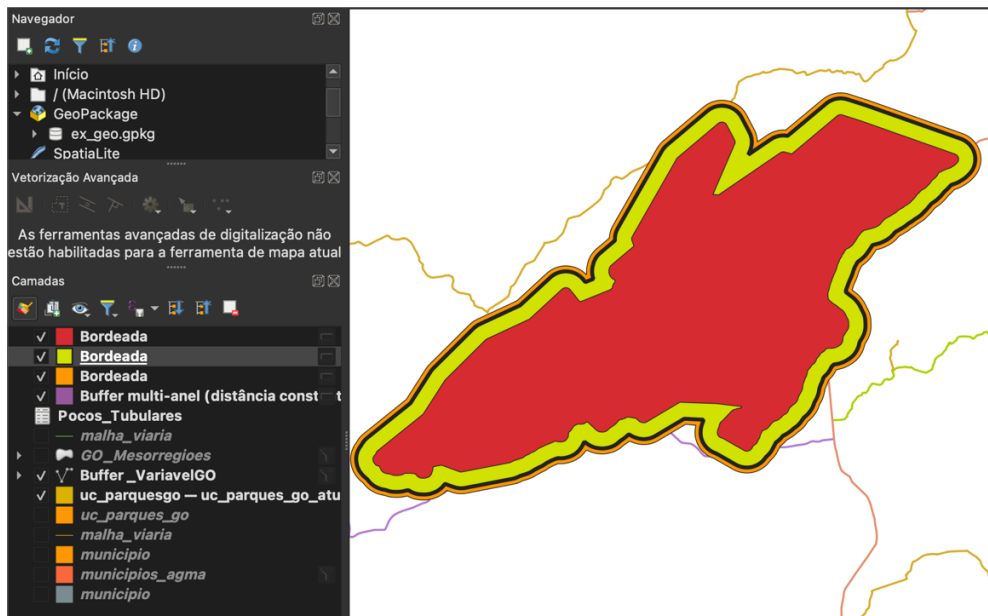 Navegador
Início
/ (Macintosh HD)
GeoPackage
ex_geo.gpkg
SpatiaLite
Vetorização Avançada
As ferramentas avançadas de digitalização não
estão habilitadas para a ferramenta de mapa atual
Camadas
Bordeada
Bordeada
Bordeada
Buffer multi-anel (distância const
Pocos_Tubulares
malha_viaria
GO_Mesorregioes
Buffer _VariavelGO
uc_parquesgo — uc_parques_go_atu
uc_parques_go
malha_viaria
municipio
municipios_agma
municipio